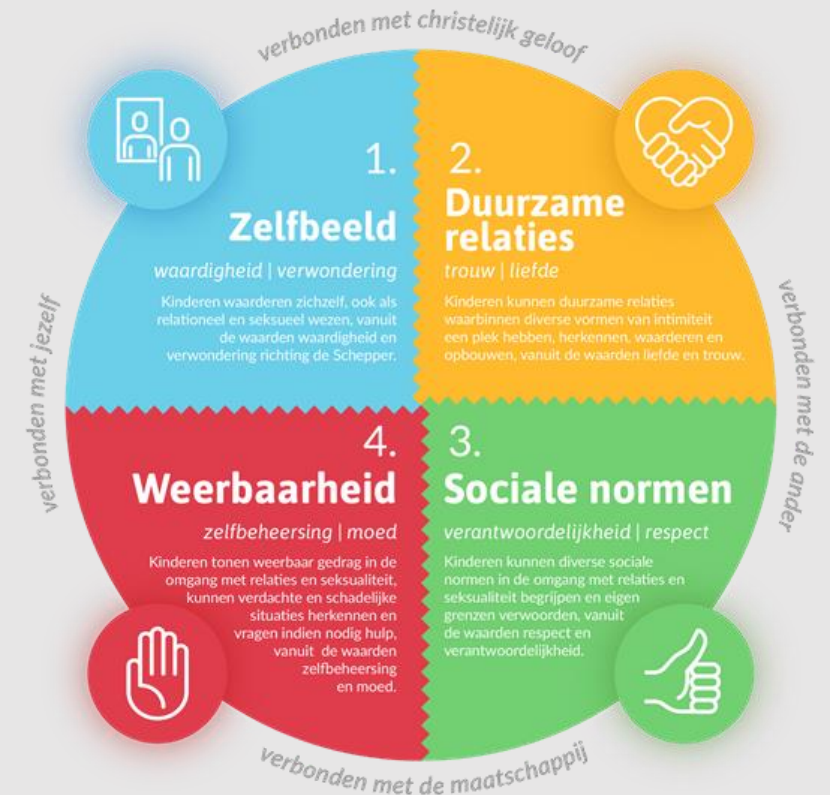 verbonden met christelijk geloof
1.
Zelfbeeld
waardigheid | verwondering
Kinderen waarderen zichzelf, ook als
relationeel en seksueel wezen, vanuit
de waarden waardigheid en
verwondering richting de Schepper.
2.
Duurzame
relaties
trouw | liefde
Kinderen kunnen duurzame relaties
waarbinnen diverse vormen van intimiteit
een plek hebben, herkennen, waarderen en
opbouwen, vanuit de waarden liefde en trouw.
verbonden met de ander
3.
Sociale normen
verantwoordelijkheid | respect
Kinderen kunnen diverse sociale
normen in de omgang met relaties en
seksualiteit begrijpen en eigen
grenzen verwoorden, vanuit
de waarden respect en
verantwoordelijkheid.
4.
Weerbaarheid
zelfbeheersing | moed
Kinderen tonen weerbaar gedrag in de
omgang met relaties en seksualiteit,
kunnen verdachte en schadelijke
situaties herkennen en
vragen indien nodig hulp,
vanuit de waarden
zelfbeheersing
en moed.
verbonden met de maatschappij
verbonden met jezelf